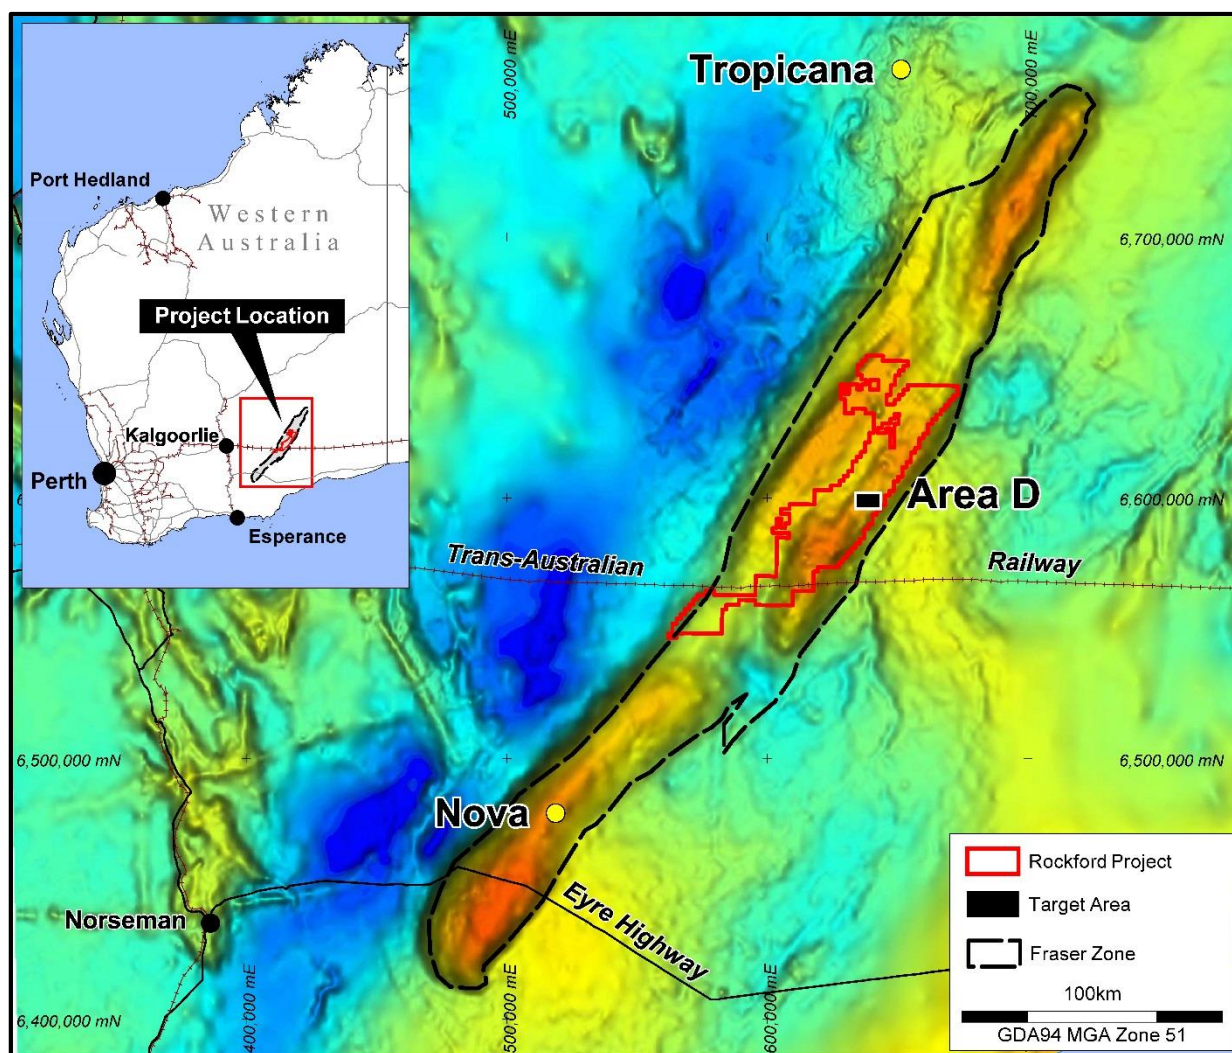 Port Hedland
Western
Australia
Project Location
Kalgoorlie
Perth
Esperance
Tropicana
500,000 mE
700,000 mE
6,700,000 mN
Area D
6,600,000 mN
Trans-Australian
Railway
6,500,000 mN
6,500,000 mN
Nova
Norseman
Eyre Highway
6,400,000 mN
400,000 mE
500,000 mE
600,000 mE
Rockford Project
Target Area
Fraser Zone
100km
GDA94 MGA Zone 51